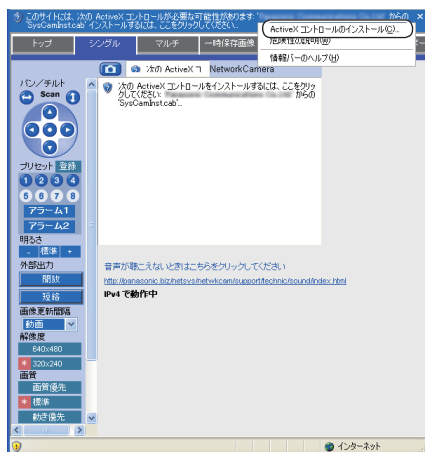 このサイトには、次の ActiveX コントロールが必要な可能性があります: ' からの
'SysCamInst.cab' インストールするには、ここをクリックしてください...
ActiveX コントロールのインストール(C)...
危険性の説明(W)
情報バーのヘルプ(H)
トップ シングル マルチ 一時保存画像
次の ActiveX コ NetworkCamera
次の ActiveX コントロールをインストールするには、ここをクリッ
クしてください: からの
'SysCamInst.cab'...
パン/チルト
Scan
プリセット 登録
1 2 3 4
5 6 7 8
アラーム1
アラーム2
明るさ
- 標準 +
外部出力
開放
短絡
画像更新間隔
動画
解像度
640x480
* 320x240
画質
画質優先
* 標準
動き優先
音声が聴こえないときはこちらをクリックしてください
http://panasonic.biz/netsys/netwkcam/support/technic/sound/index.html
IPv4 で動作中
インターネット